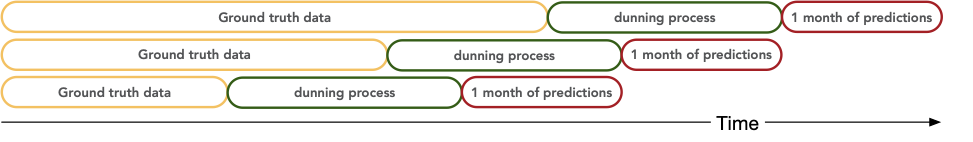 Ground truth data dunning process 1 month of predictions
Ground truth data dunning process 1 month of predictions
Ground truth data dunning process 1 month of predictions
Time